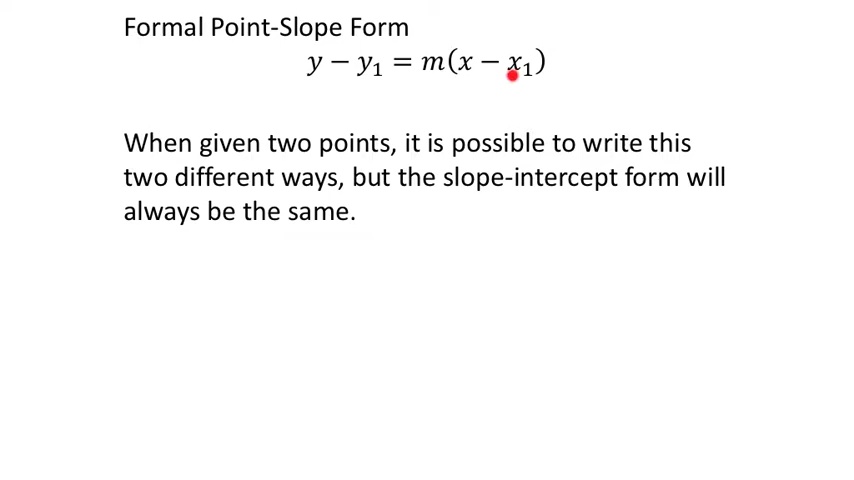 Formal Point-Slope Form
y − y₁ = m(x − x₁)
When given two points, it is possible to write this
two different ways, but the slope-intercept form will
always be the same.